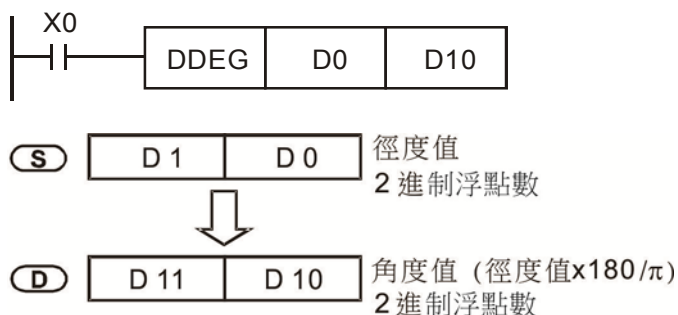 X0
DDEG D0 D10
S D 1 D 0 徑度值
2 進制浮點數
D D 11 D 10 角度值 (徑度值x180/π)
2 進制浮點數